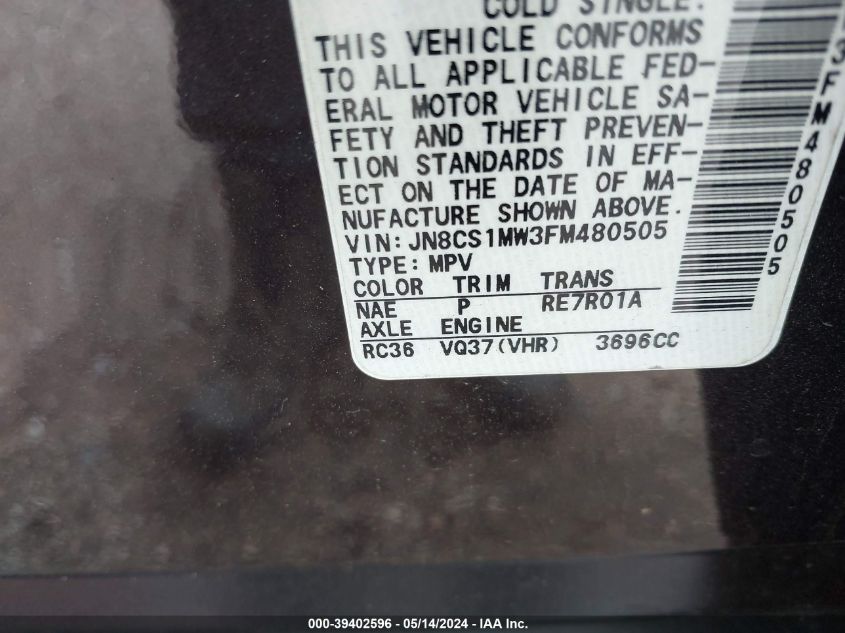 COLD SINGLE.
THIS VEHICLE CONFORMS
TO ALL APPLICABLE FED-
ERAL MOTOR VEHICLE SA-
FETY AND THEFT PREVEN-
TION STANDARDS IN EFF-
ECT ON THE DATE OF MA-
NUFACTURE SHOWN ABOVE.
VIN:JN8CS1MW3FM480505
TYPE:MPV
COLOR TRIM TRANS
NAE P RE7R01A
AXLE ENGINE
RC36 VQ37(VHR) 3696CC
3FM480505
000-39402596 - 05/14/2024 - IAA Inc.